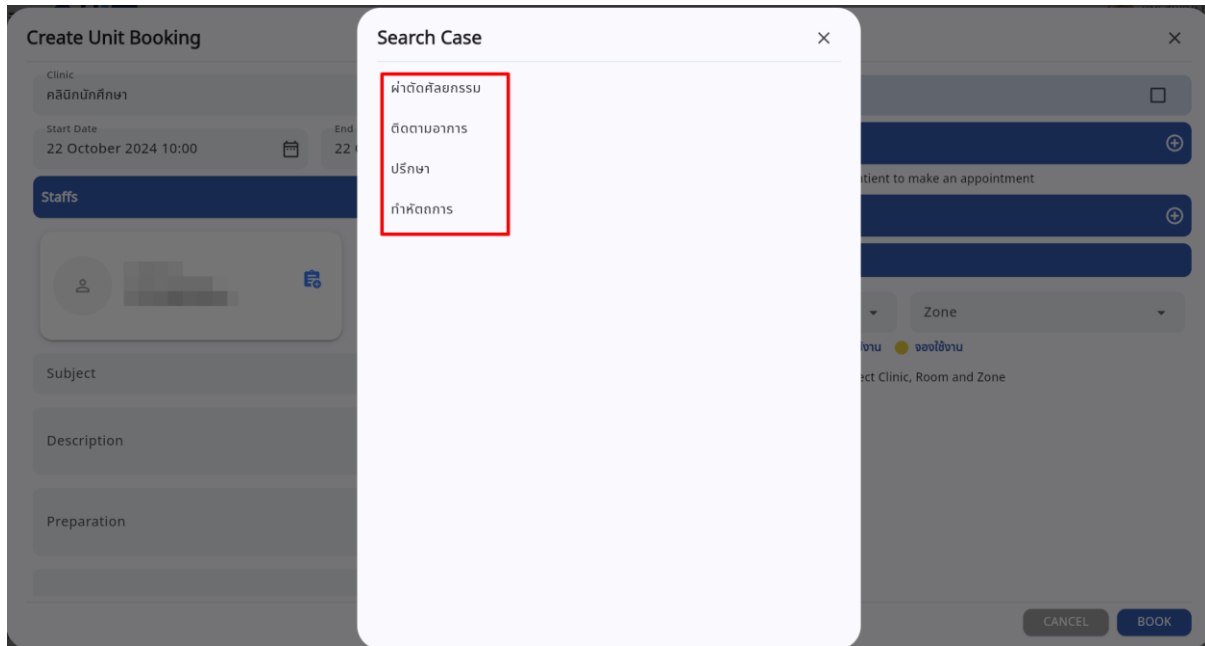 Create Unit Booking
Clinic
คลินิกนักศึกษา
Start Date
22 October 2024 10:00
End
22
Staffs
Subject
Description
Preparation
Search Case
ผ่าตัดศัลยกรรม
ติดตามอาการ
ปรึกษา
ทำหัตถการ
to make an appointment
Zone
จองใช้งาน
Clinic, Room and Zone
CANCEL
BOOK